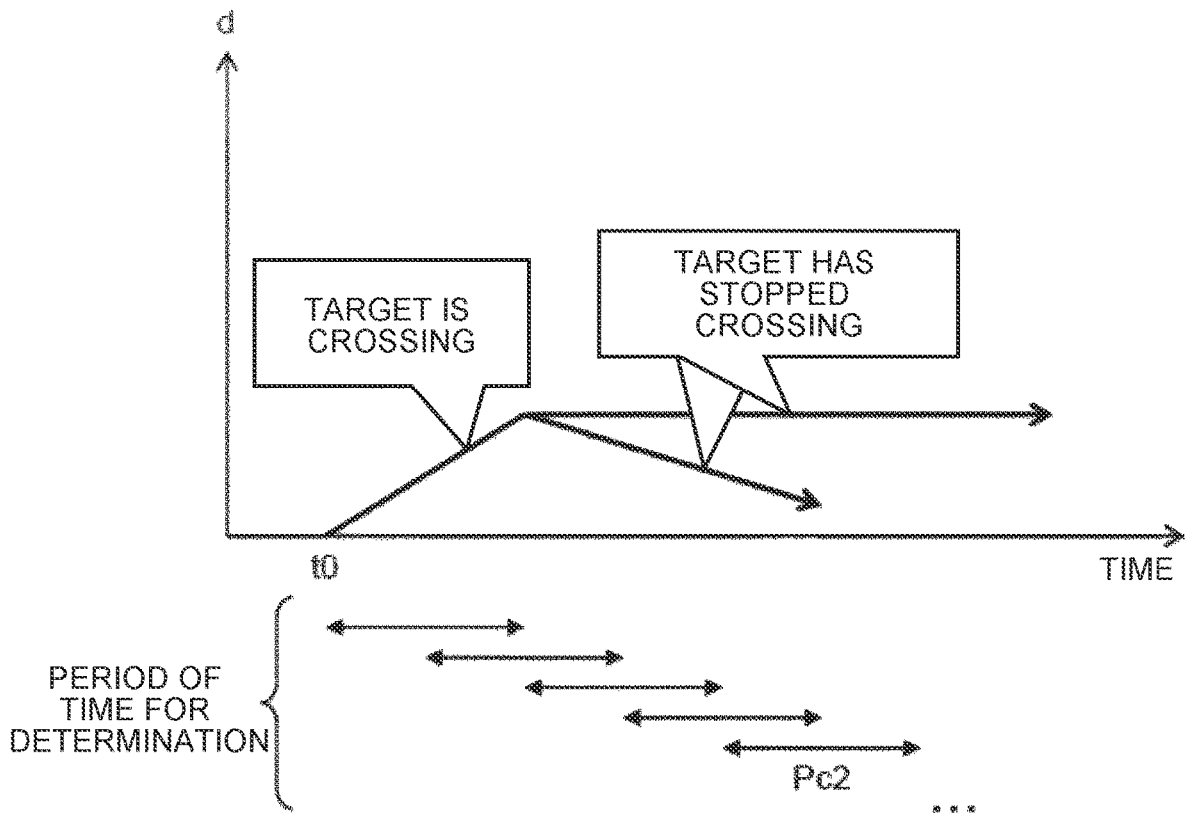 d
TARGET IS
CROSSING
TARGET HAS
STOPPED
CROSSING
t0
TIME
PERIOD OF
TIME FOR
DETERMINATION
Pc2
...